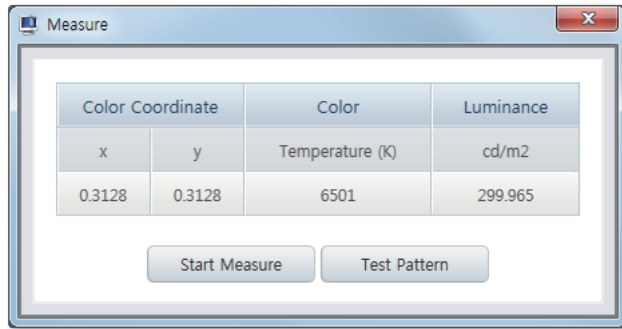 Measure
Color Coordinate Color Luminance
x y Temperature (K) cd/m2
0.3128 0.3128 6501 299.965
Start Measure Test Pattern